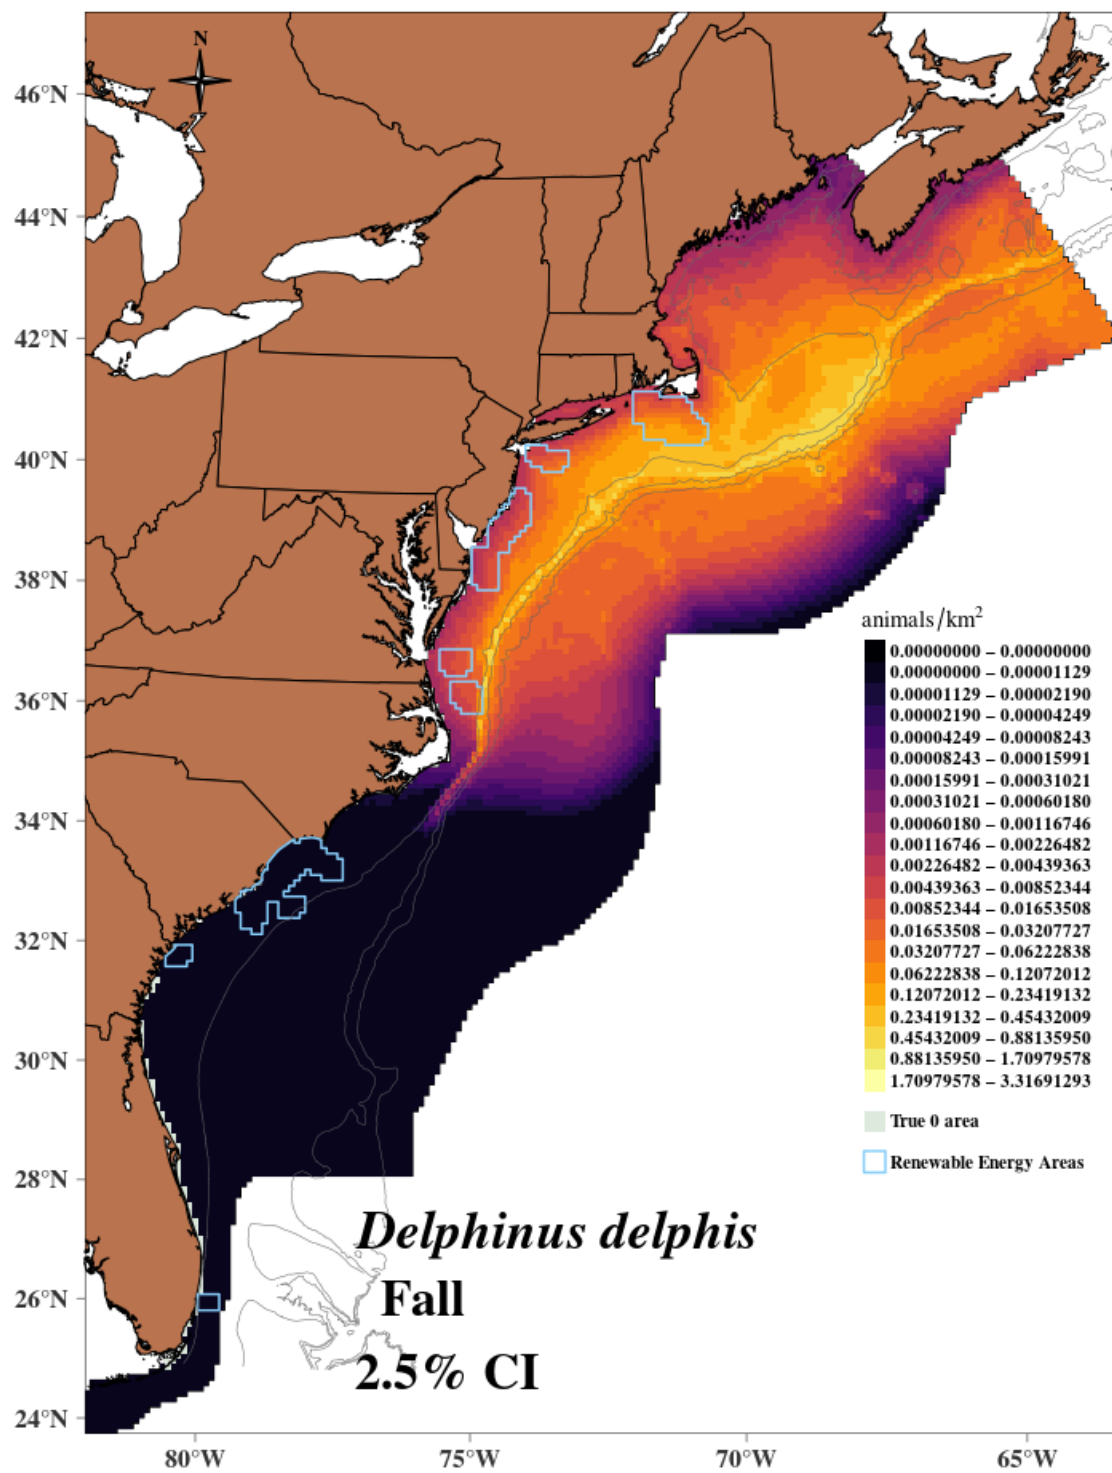 N
46°N
44°N
42°N
40°N
38°N
36°N
34°N
32°N
30°N
28°N
26°N
24°N
80°W
75°W
70°W
65°W
animals/km²
0.00000000 – 0.00000000
0.00000000 – 0.00001129
0.00001129 – 0.00002190
0.00002190 – 0.00004249
0.00004249 – 0.00008243
0.00008243 – 0.00015991
0.00015991 – 0.00031021
0.00031021 – 0.00060180
0.00060180 – 0.00116746
0.00116746 – 0.00226482
0.00226482 – 0.00439363
0.00439363 – 0.00852344
0.00852344 – 0.01653508
0.01653508 – 0.03207727
0.03207727 – 0.06222838
0.06222838 – 0.12072012
0.12072012 – 0.23419132
0.23419132 – 0.45432009
0.45432009 – 0.88135950
0.88135950 – 1.70979578
1.70979578 – 3.31691293
True 0 area
Renewable Energy Areas
Delphinus delphis
Fall
2.5% CI